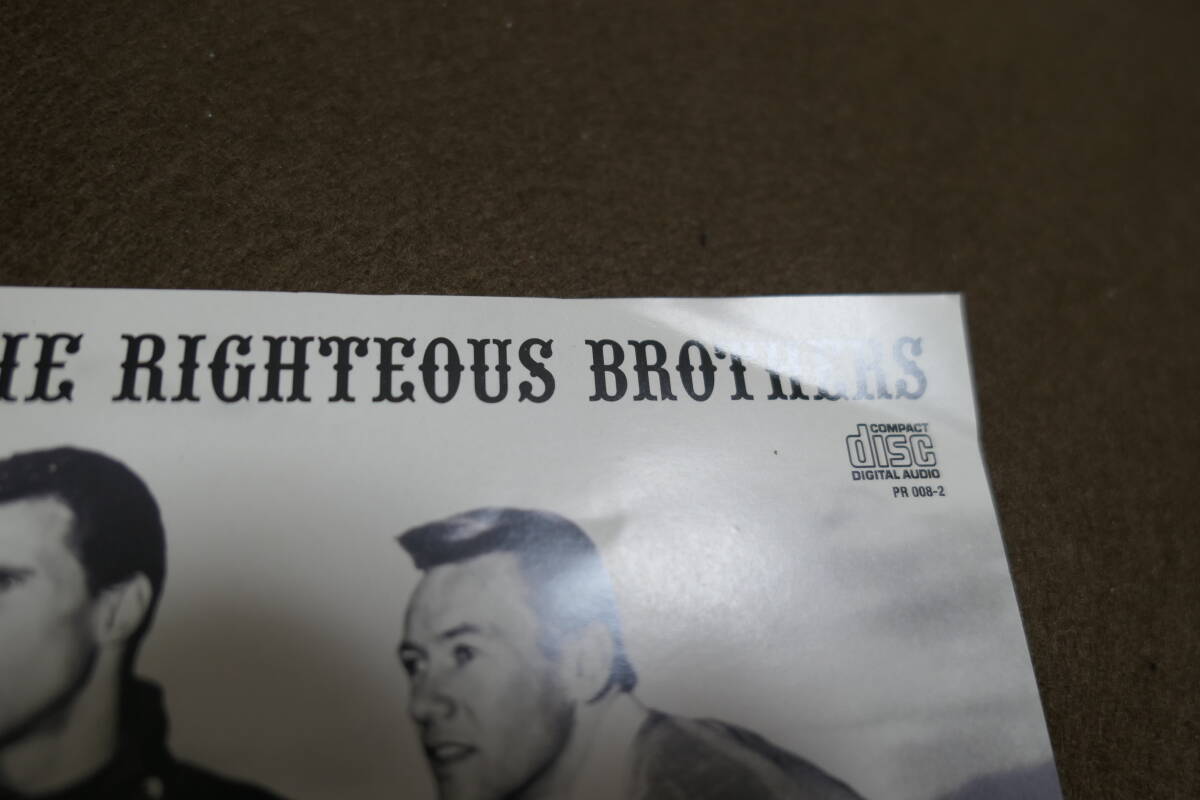 HE RIGHTEOUS BROTHERS
COMPACT
disc
DIGITAL AUDIO
PR 008-2